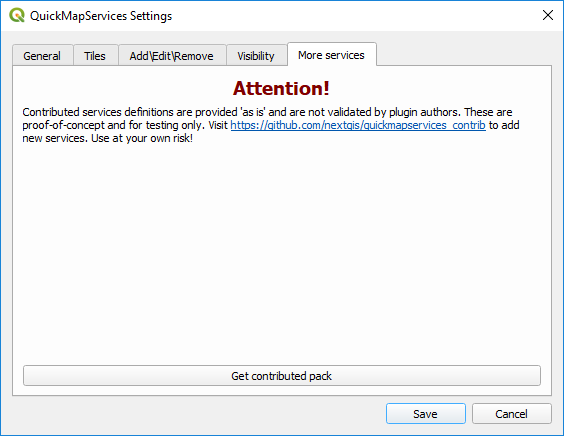 QuickMapServices Settings
General Tiles Add\Edit\Remove Visibility More services
Attention!
Contributed services definitions are provided 'as is' and are not validated by plugin authors. These are
proof-of-concept and for testing only. Visit https://github.com/nextgis/quickmapservices_contrib to add
new services. Use at your own risk!
Get contributed pack
Save Cancel